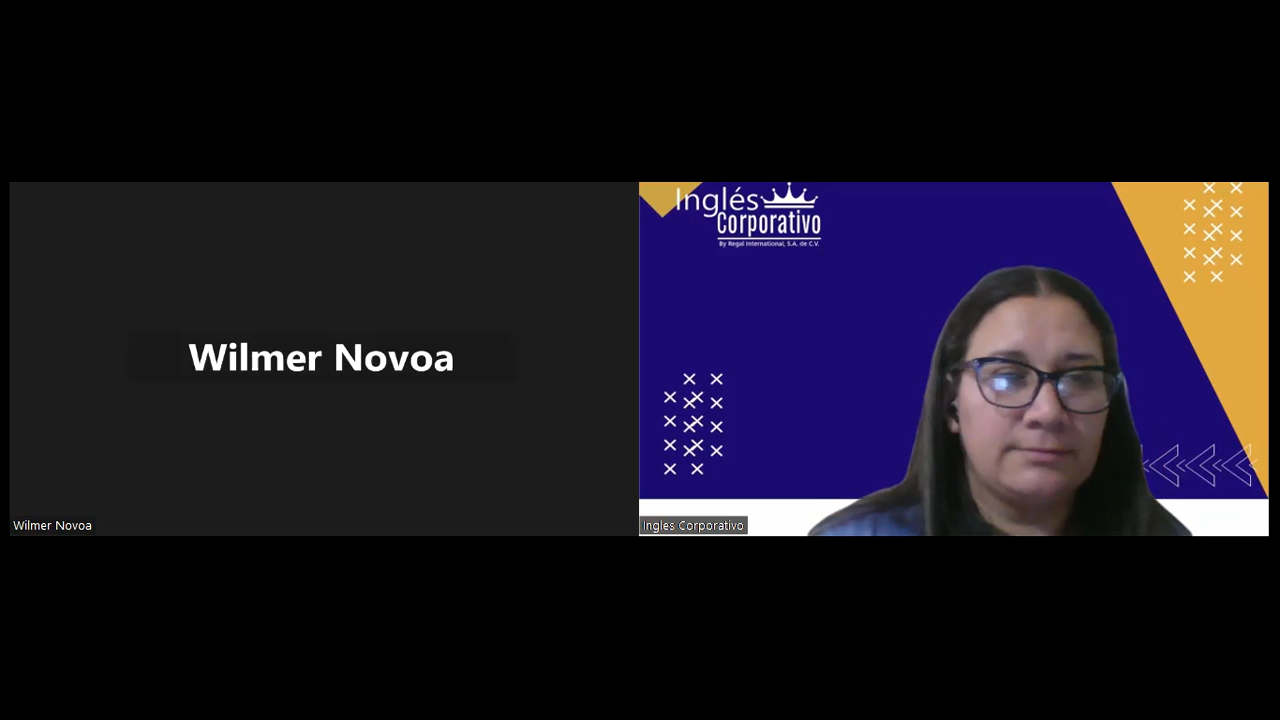 Wilmer Novoa
Wilmer Novoa
Inglés
Corporativo
By Regal International, S.A. de C.V.
Ingles Corporativo